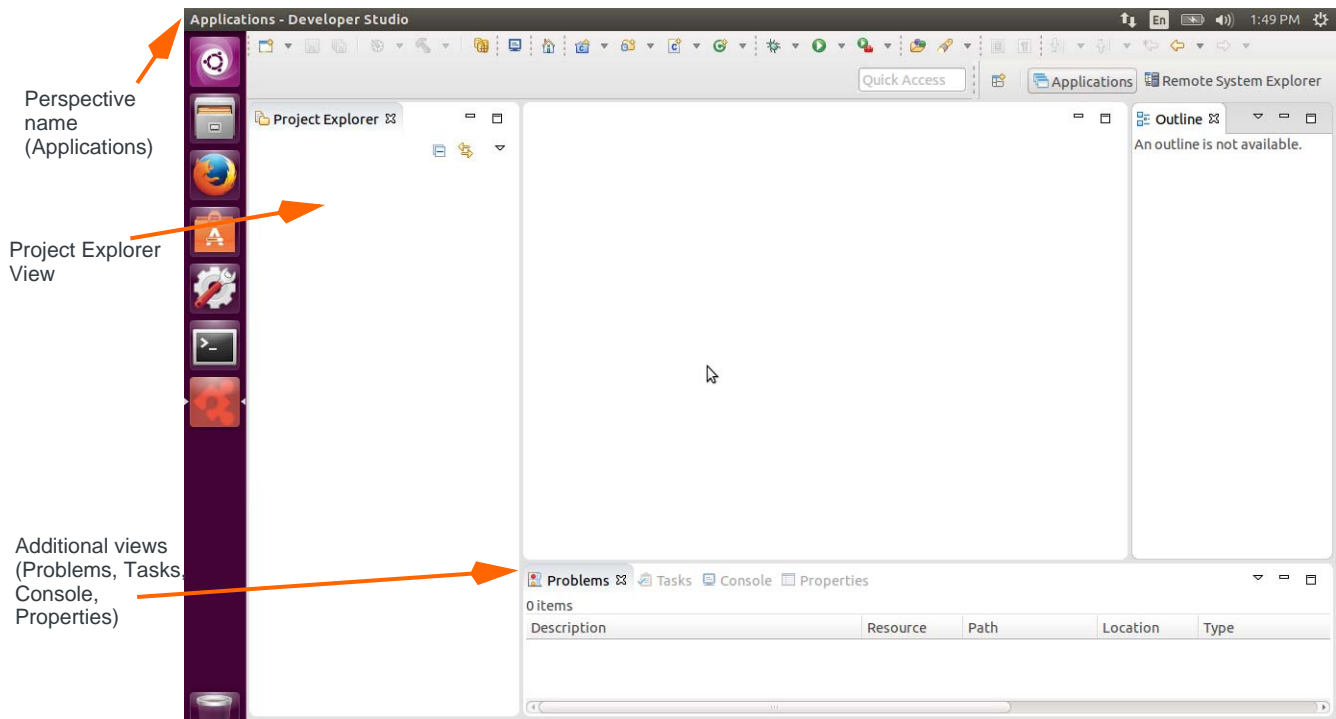 Applications - Developer Studio
En
1:49 PM
Quick Access
Applications
Remote System Explorer
Perspective
name
(Applications)
Project Explorer
Outline
An outline is not available.
Project Explorer
View
Additional views
(Problems, Tasks,
Console,
Properties)
Problems
Tasks
Console
Properties
0 items
Description
Resource
Path
Location
Type